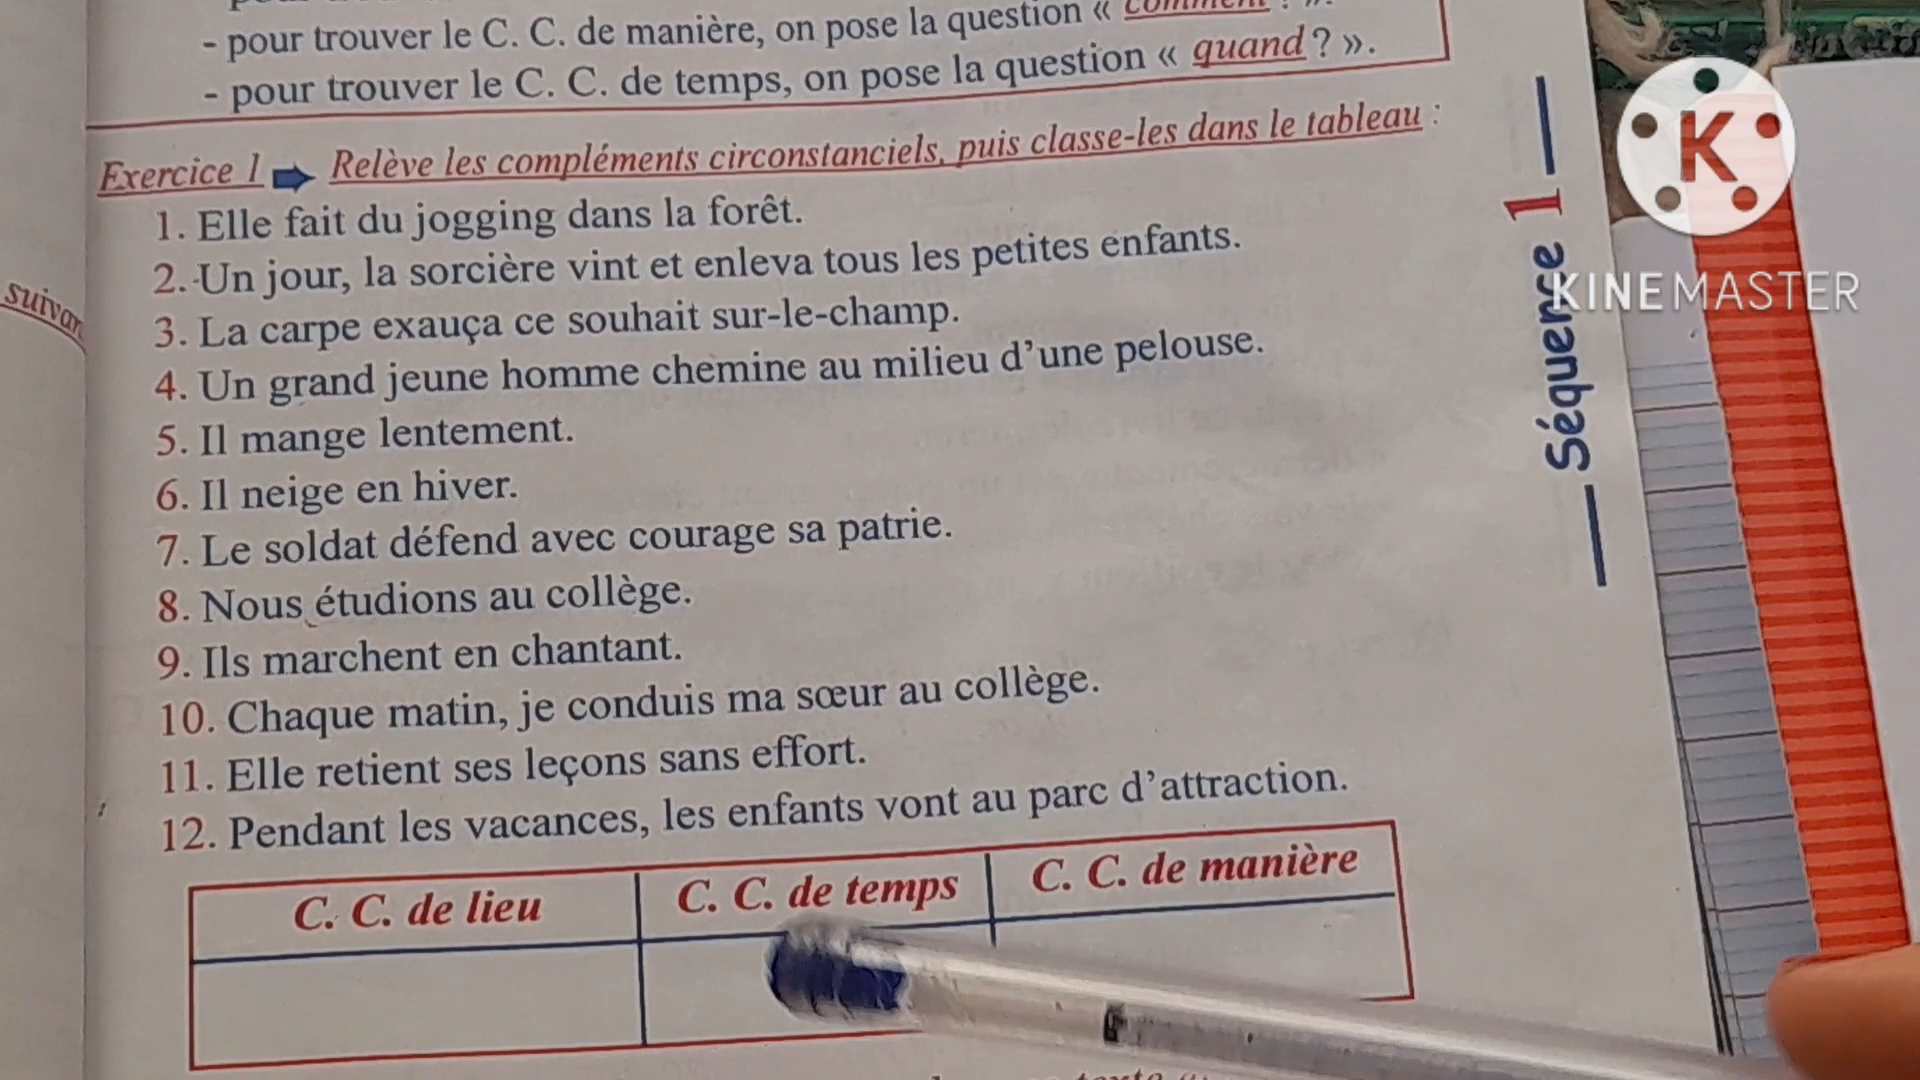 - pour trouver le C. C. de manière, on pose la question « comment ? ».
- pour trouver le C. C. de temps, on pose la question « quand ? ».
Exercice 1 Relève les compléments circonstanciels, puis classe-les dans le tableau :
1. Elle fait du jogging dans la forêt.
2. Un jour, la sorcière vint et enleva tous les petites enfants.
3. La carpe exauça ce souhait sur-le-champ.
4. Un grand jeune homme chemine au milieu d'une pelouse.
5. Il mange lentement.
6. Il neige en hiver.
7. Le soldat défend avec courage sa patrie.
8. Nous étudions au collège.
9. Ils marchent en chantant.
10. Chaque matin, je conduis ma sœur au collège.
11. Elle retient ses leçons sans effort.
12. Pendant les vacances, les enfants vont au parc d'attraction.
C. C. de lieu C. C. de temps C. C. de manière
Séquence 1
K
KINEMASTER